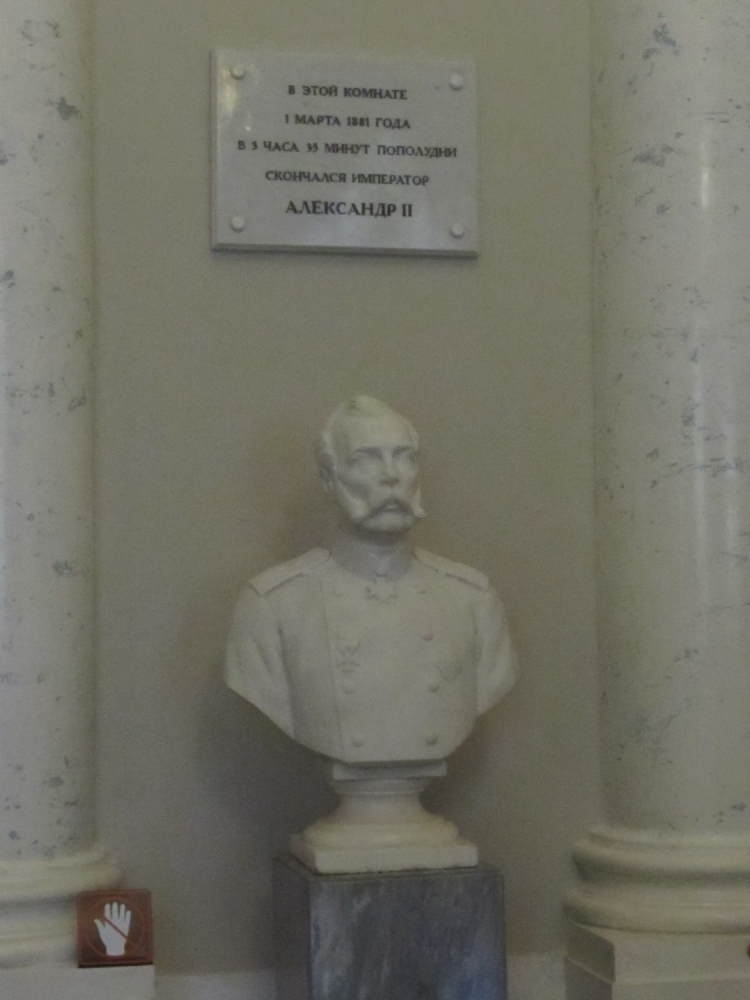 В ЭТОЙ КОМНАТЕ
1 МАРТА 1881 ГОДА
В 3 ЧАСА 35 МИНУТ ПОПОЛУДНИ
СКОНЧАЛСЯ ИМПЕРАТОР
АЛЕКСАНДР II